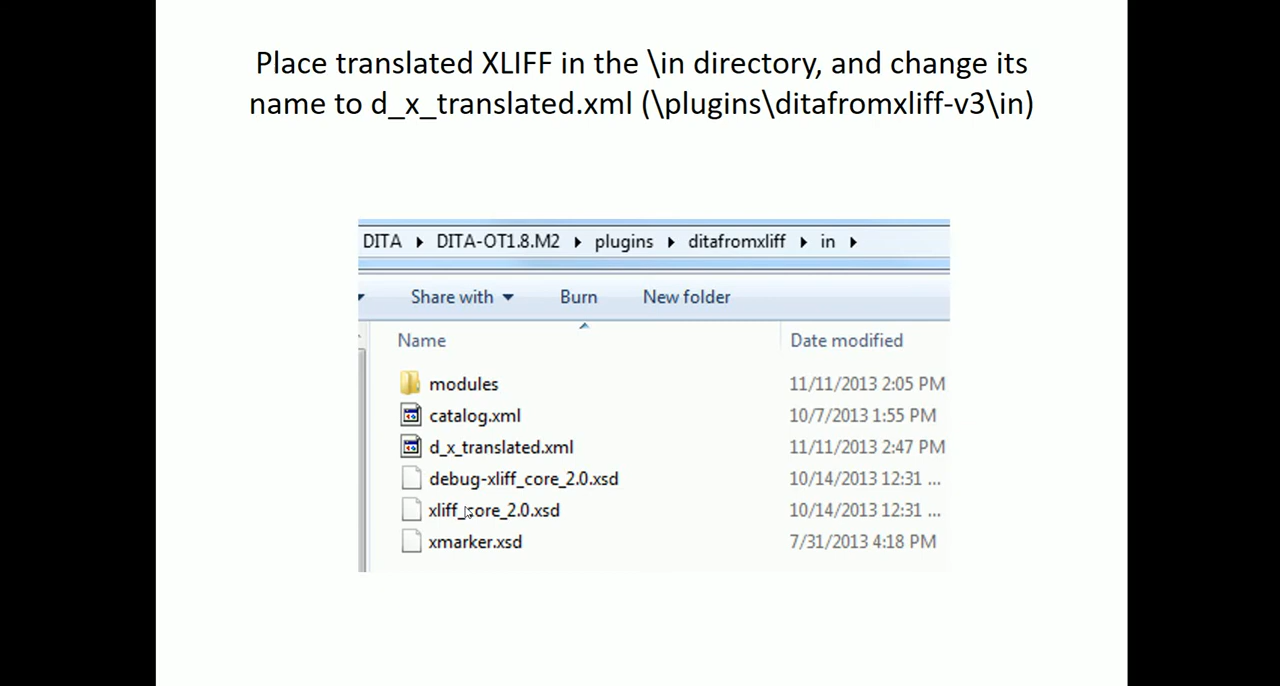 Place translated XLIFF in the \in directory, and change its
name to d_x_translated.xml (\plugins\ditafromxliff-v3\in)
DITA DITA-OT1.8.M2 plugins ditafromxliff in
Share with Burn New folder
Name Date modified
modules 11/11/2013 2:05 PM
catalog.xml 10/7/2013 1:55 PM
d_x_translated.xml 11/11/2013 2:47 PM
debug-xliff_core_2.0.xsd 10/14/2013 12:31 ...
xliff_core_2.0.xsd 10/14/2013 12:31 ...
xmarker.xsd 7/31/2013 4:18 PM